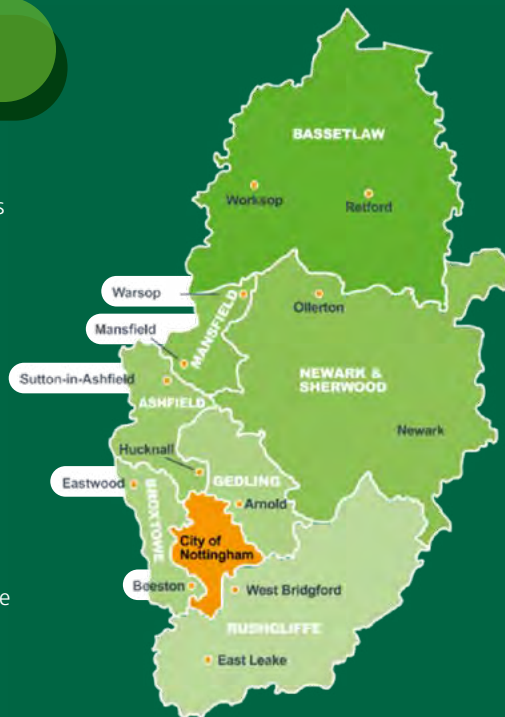 BASSETLAW
Worksop
Retford
s
Warsop
MANSFIELD
Ollerton
Mansfield
Sutton-in-Ashfield
NEWARK &
SHERWOOD
ASHFIELD
Newark
Hucknall
GEDLING
Eastwood
BROXTOWE
Arnold
City of
Nottingham
Beeston
West Bridgford
e
RUSHCLIFFE
East Leake